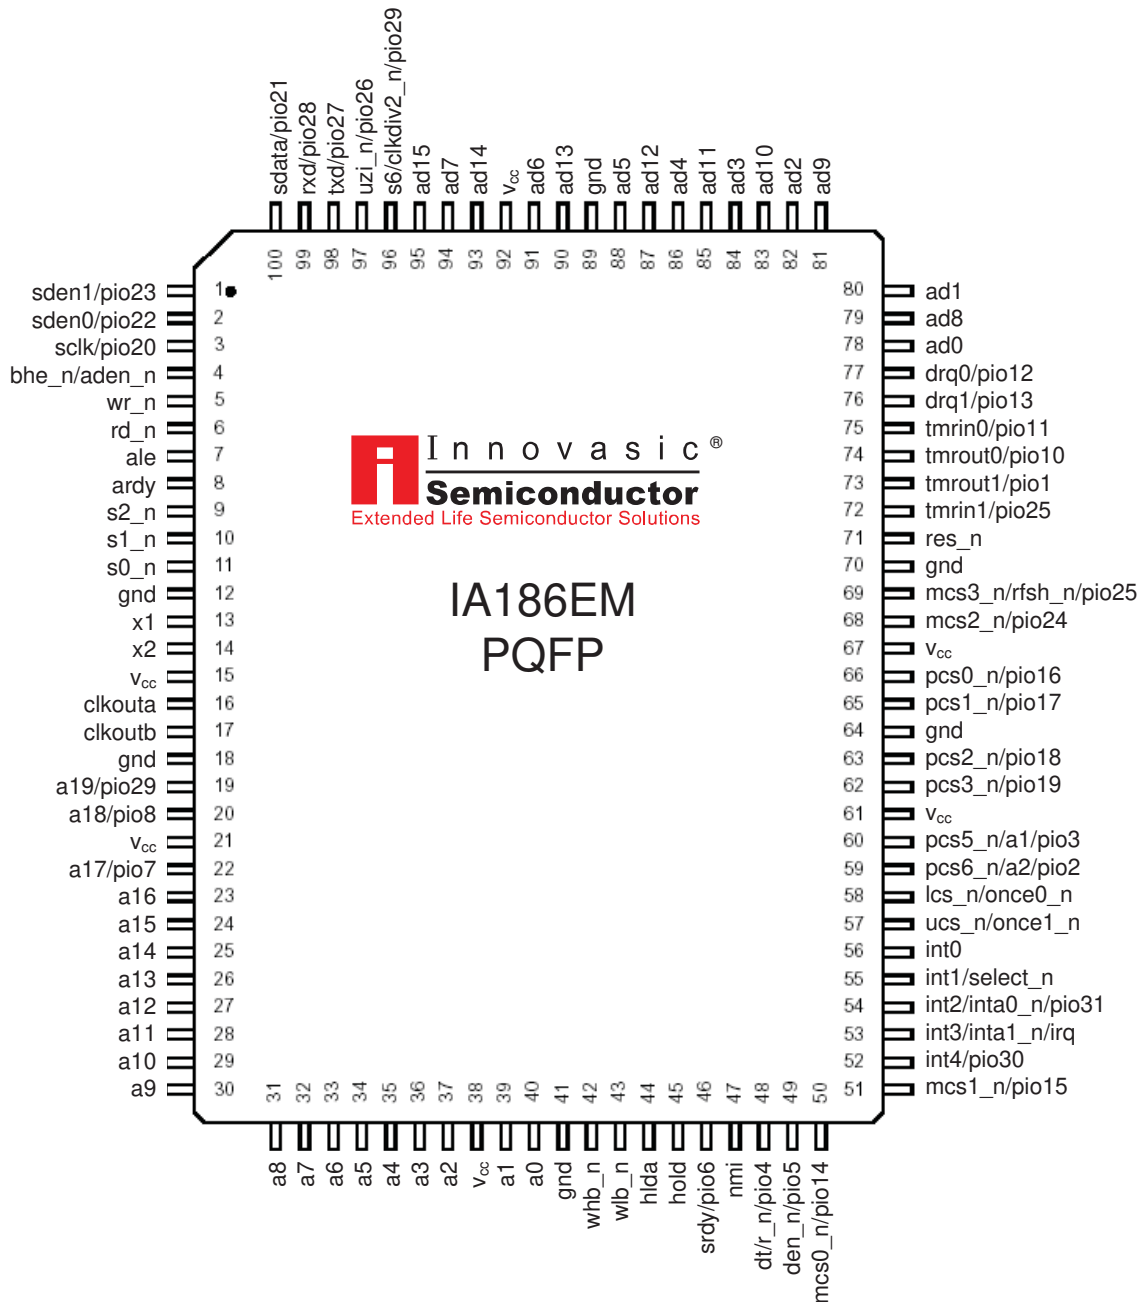 sdata/pio21
rxd/pio28
txd/pio27
uzi_n/pio26
s6/clkdiv2_n/pio29
ad15
ad7
ad14
vcc
ad6
ad13
gnd
ad5
ad12
ad4
ad11
ad3
ad10
ad2
ad9
100 99 98 97 96 95 94 93 92 91 90 89 88 87 86 85 84 83 82 81
sden1/pio23 1 80 ad1
sden0/pio22 2 79 ad8
sclk/pio20 3 78 ad0
bhe_n/aden_n 4 77 drq0/pio12
wr_n 5 76 drq1/pio13
rd_n 6 75 tmrin0/pio11
ale 7 74 tmrout0/pio10
ardy 8 73 tmrout1/pio1
s2_n 9 72 tmrin1/pio25
s1_n 10 71 res_n
s0_n 11 70 gnd
gnd 12 69 mcs3_n/rfsh_n/pio25
x1 13 68 mcs2_n/pio24
x2 14 67 vcc
vcc 15 66 pcs0_n/pio16
clkouta 16 65 pcs1_n/pio17
clkoutb 17 64 gnd
gnd 18 63 pcs2_n/pio18
a19/pio29 19 62 pcs3_n/pio19
a18/pio8 20 61 vcc
vcc 21 60 pcs5_n/a1/pio3
a17/pio7 22 59 pcs6_n/a2/pio2
a16 23 58 lcs_n/once0_n
a15 24 57 ucs_n/once1_n
a14 25 56 int0
a13 26 55 int1/select_n
a12 27 54 int2/inta0_n/pio31
a11 28 53 int3/inta1_n/irq
a10 29 52 int4/pio30
a9 30 51 mcs1_n/pio15
i Innovasic ®
Semiconductor
Extended Life Semiconductor Solutions
IA186EM
PQFP
31 32 33 34 35 36 37 38 39 40 41 42 43 44 45 46 47 48 49 50
a8
a7
a6
a5
a4
a3
a2
vcc
a1
a0
gnd
whb_n
wlb_n
hlda
hold
srdy/pio6
nmi
dt/r_n/pio4
den_n/pio5
mcs0_n/pio14